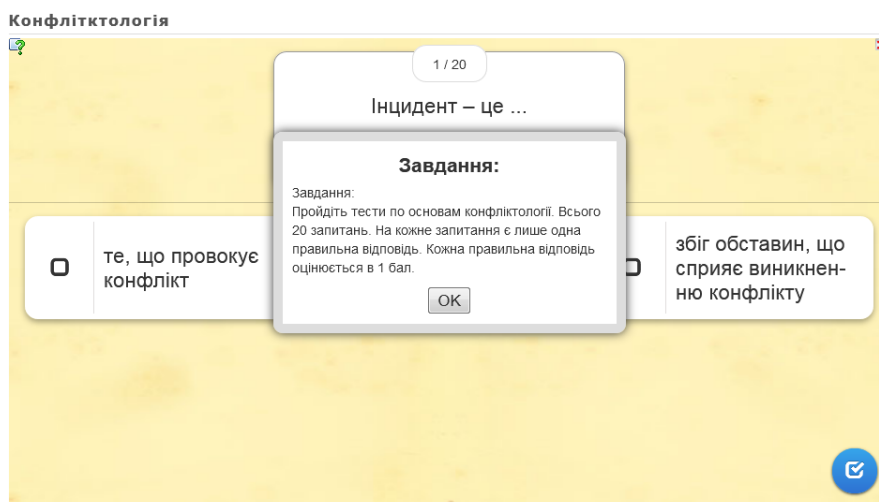 Конфлітктологія
1 / 20
Інцидент – це ...
Завдання:
Завдання:
Пройдіть тести по основам конфліктології. Всього
20 запитань. На кожне запитання є лише одна
правильна відповідь. Кожна правильна відповідь
оцінюється в 1 бал.
OK
те, що провокує
конфлікт
збіг обставин, що
сприяє виникнен-
ню конфлікту